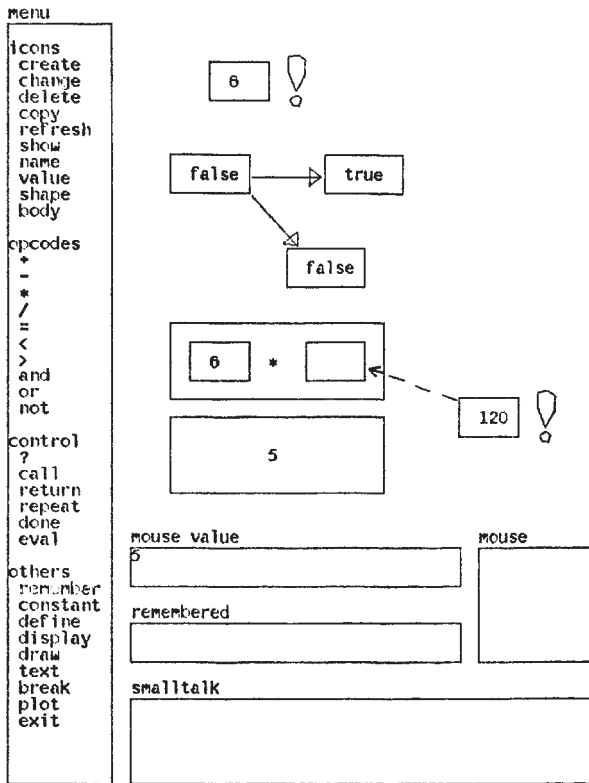 menu
icons
create
change
delete
copy
refresh
show
name
value
shape
body
opcodes
+
-
*
/
=
<
>
and
or
not
control
?
call
return
repeat
done
eval
others
remember
constant
define
display
draw
text
break
plot
exit
6 !
false true
false
6 *
120 !
5
mouse value
5
mouse
remembered
smalltalk